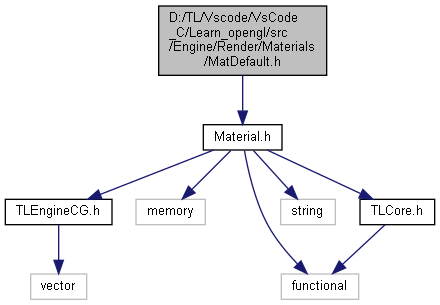 D:/TL/Vscode/VsCode
_C/Learn_opengl/src
/Engine/Render/Materials
/MatDefault.h
Material.h
TLEngineCG.h
memory
string
TLCore.h
vector
functional